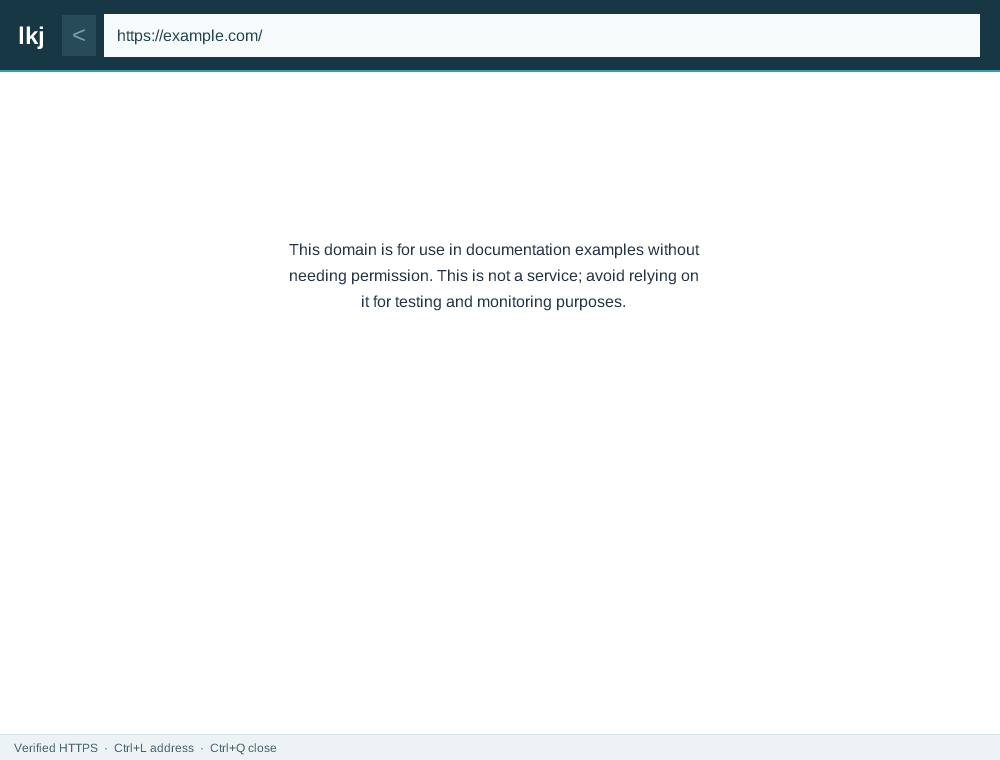 lkj
<
https://example.com/
This domain is for use in documentation examples without
needing permission. This is not a service; avoid relying on
it for testing and monitoring purposes.
Verified HTTPS · Ctrl+L address · Ctrl+Q close